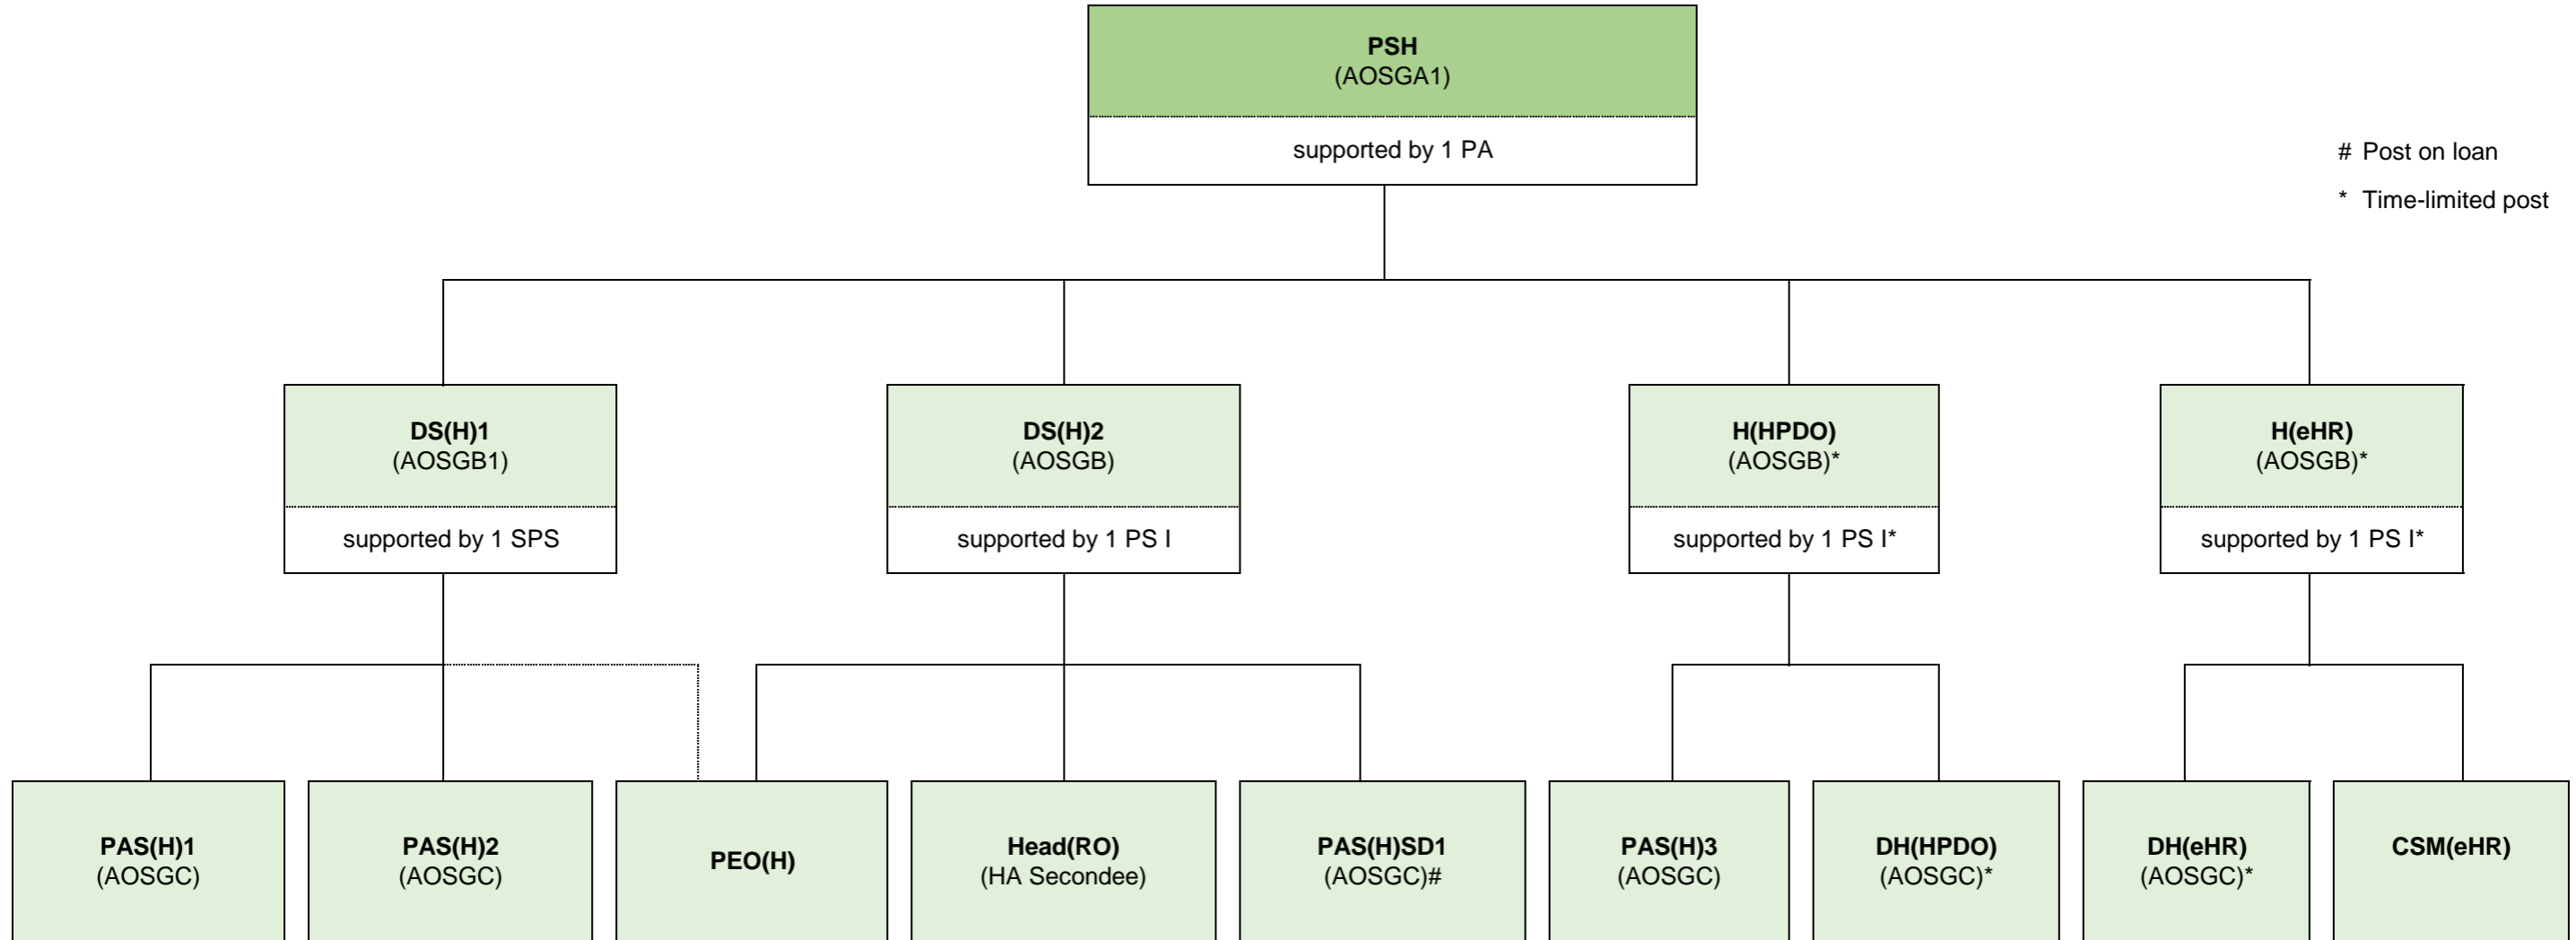 PSH
(AOSGA1)
supported by 1 PA
# Post on loan
* Time-limited post
DS(H)1
(AOSGB1)
supported by 1 SPS
DS(H)2
(AOSGB)
supported by 1 PS I
H(HPDO)
(AOSGB)*
supported by 1 PS I*
H(eHR)
(AOSGB)*
supported by 1 PS I*
PAS(H)1
(AOSGC)
PAS(H)2
(AOSGC)
PEO(H)
Head(RO)
(HA Secondee)
PAS(H)SD1
(AOSGC)#
PAS(H)3
(AOSGC)
DH(HPDO)
(AOSGC)*
DH(eHR)
(AOSGC)*
CSM(eHR)